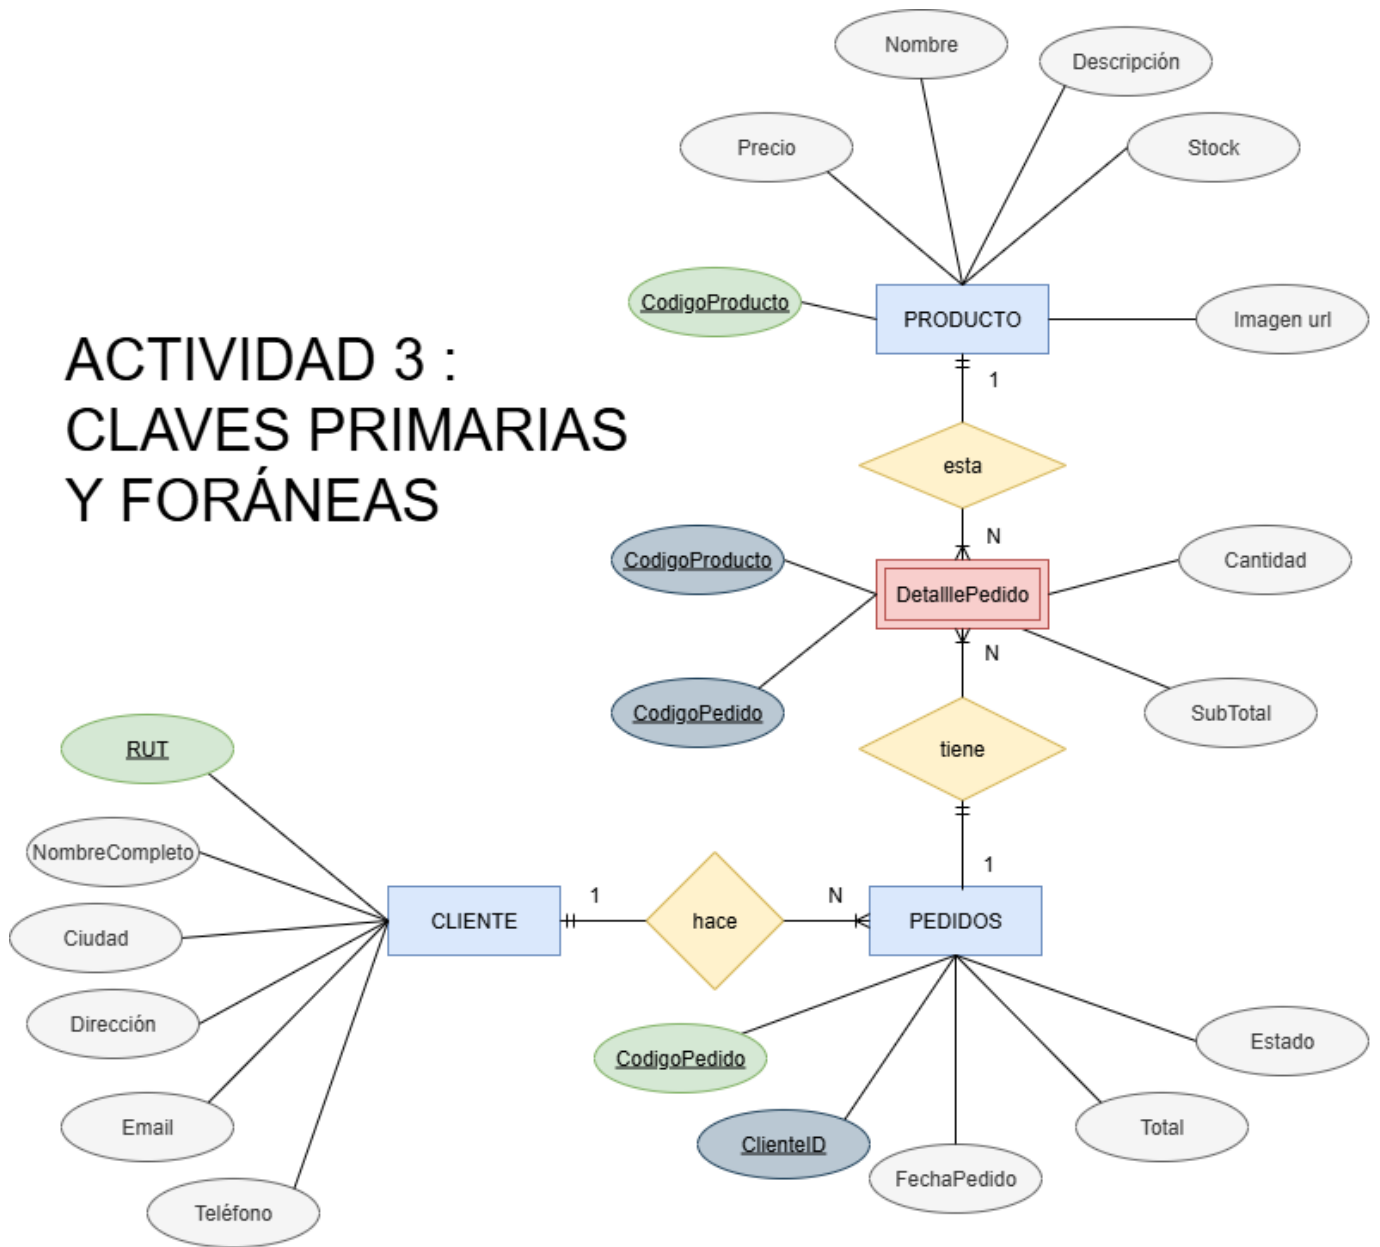 Nombre
Descripción
Precio
Stock
CodigoProducto
PRODUCTO
Imagen url
1
ACTIVIDAD 3 :
CLAVES PRIMARIAS
Y FORÁNEAS
esta
N
CodigoProducto
Cantidad
DetalllePedido
N
CodigoPedido
SubTotal
RUT
tiene
NombreCompleto
1
1
N
CLIENTE
hace
PEDIDOS
Ciudad
Dirección
Estado
CodigoPedido
Email
Total
ClienteID
FechaPedido
Teléfono